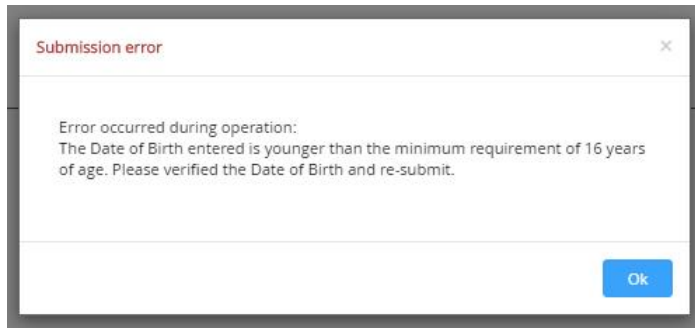 Submission error
Error occurred during operation:
The Date of Birth entered is younger than the minimum requirement of 16 years
of age. Please verified the Date of Birth and re-submit.
Ok